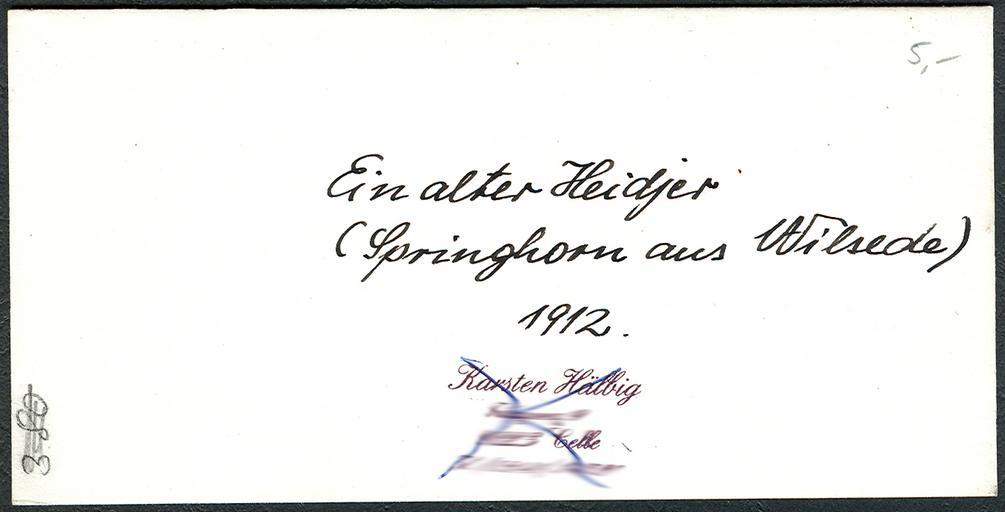 5,-
Ein alter Heidjer
(Springhorn aus Wilsede)
1912.
Karsten Hälbig
Celle